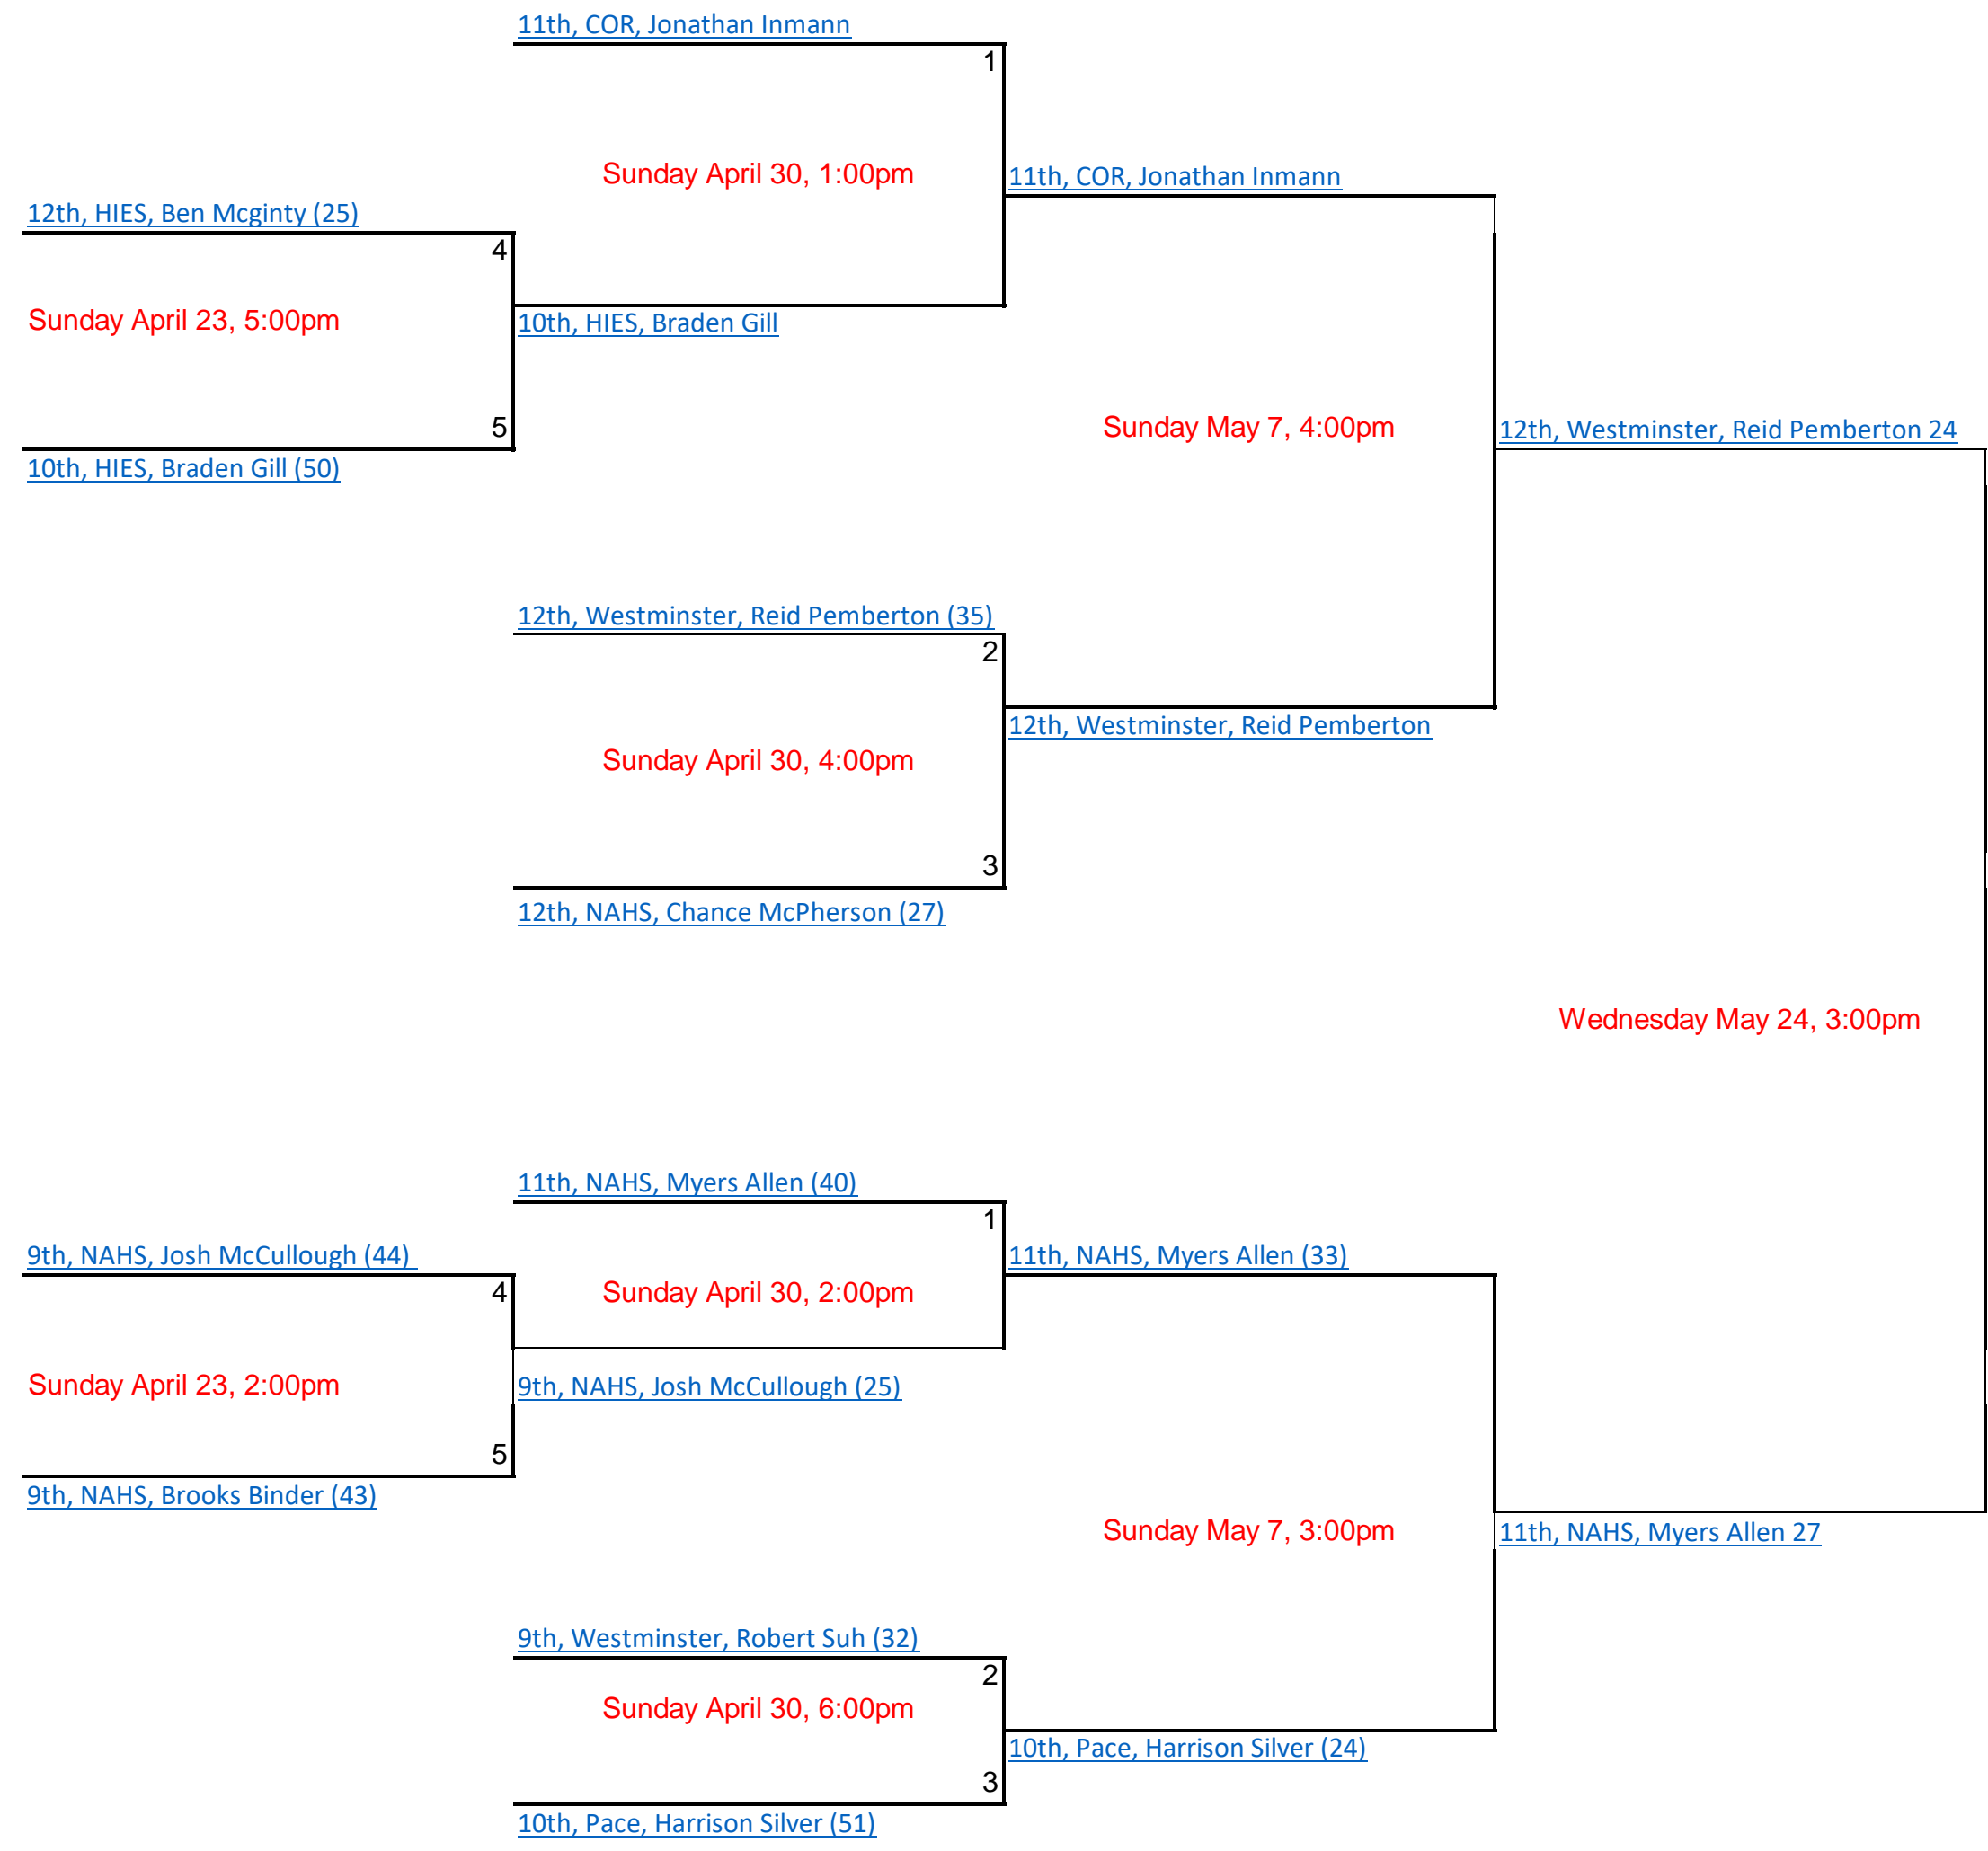 11th, COR, Jonathan Inmann
1
Sunday April 30, 1:00pm
11th, COR, Jonathan Inmann
12th, HIES, Ben Mcginty (25)
4
Sunday April 23, 5:00pm
10th, HIES, Braden Gill
5
Sunday May 7, 4:00pm
12th, Westminster, Reid Pemberton 24
10th, HIES, Braden Gill (50)
12th, Westminster, Reid Pemberton (35)
2
12th, Westminster, Reid Pemberton
Sunday April 30, 4:00pm
3
12th, NAHS, Chance McPherson (27)
Wednesday May 24, 3:00pm
11th, NAHS, Myers Allen (40)
1
9th, NAHS, Josh McCullough (44)
11th, NAHS, Myers Allen (33)
4
Sunday April 30, 2:00pm
Sunday April 23, 2:00pm
9th, NAHS, Josh McCullough (25)
5
9th, NAHS, Brooks Binder (43)
Sunday May 7, 3:00pm
11th, NAHS, Myers Allen 27
9th, Westminster, Robert Suh (32)
2
Sunday April 30, 6:00pm
10th, Pace, Harrison Silver (24)
3
10th, Pace, Harrison Silver (51)